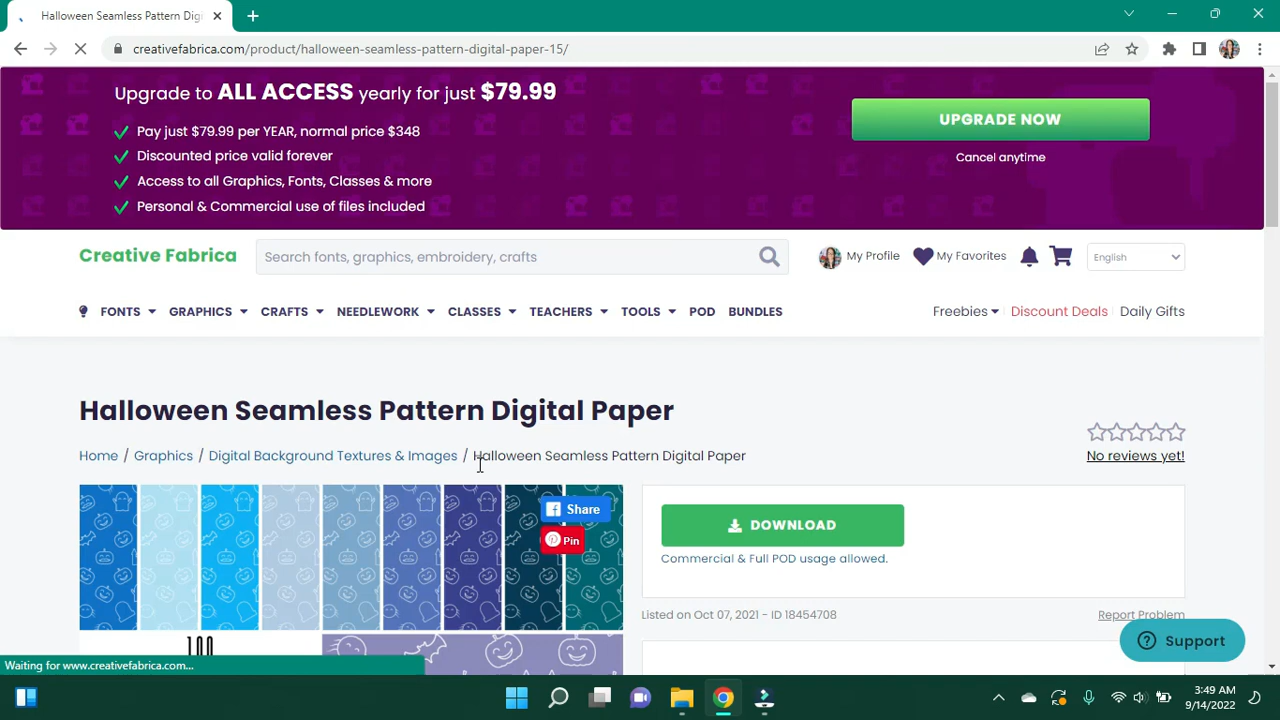 Halloween Seamless Pattern Dig
creativefabrica.com/product/halloween-seamless-pattern-digital-paper-15/
Upgrade to ALL ACCESS yearly for just $79.99
Pay just $79.99 per YEAR, normal price $348
Discounted price valid forever
Access to all Graphics, Fonts, Classes & more
Personal & Commercial use of files included
UPGRADE NOW
Cancel anytime
Creative Fabrica
Search fonts, graphics, embroidery, crafts
My Profile
My Favorites
English
FONTS GRAPHICS CRAFTS NEEDLEWORK CLASSES TEACHERS TOOLS POD BUNDLES
Freebies Discount Deals Daily Gifts
Halloween Seamless Pattern Digital Paper
Home / Graphics / Digital Background Textures & Images / Halloween Seamless Pattern Digital Paper
No reviews yet!
Share
Pin
100
DOWNLOAD
Commercial & Full POD usage allowed.
Listed on Oct 07, 2021 - ID 18454708
Report Problem
Support
Waiting for www.creativefabrica.com...
3:49 AM
9/14/2022